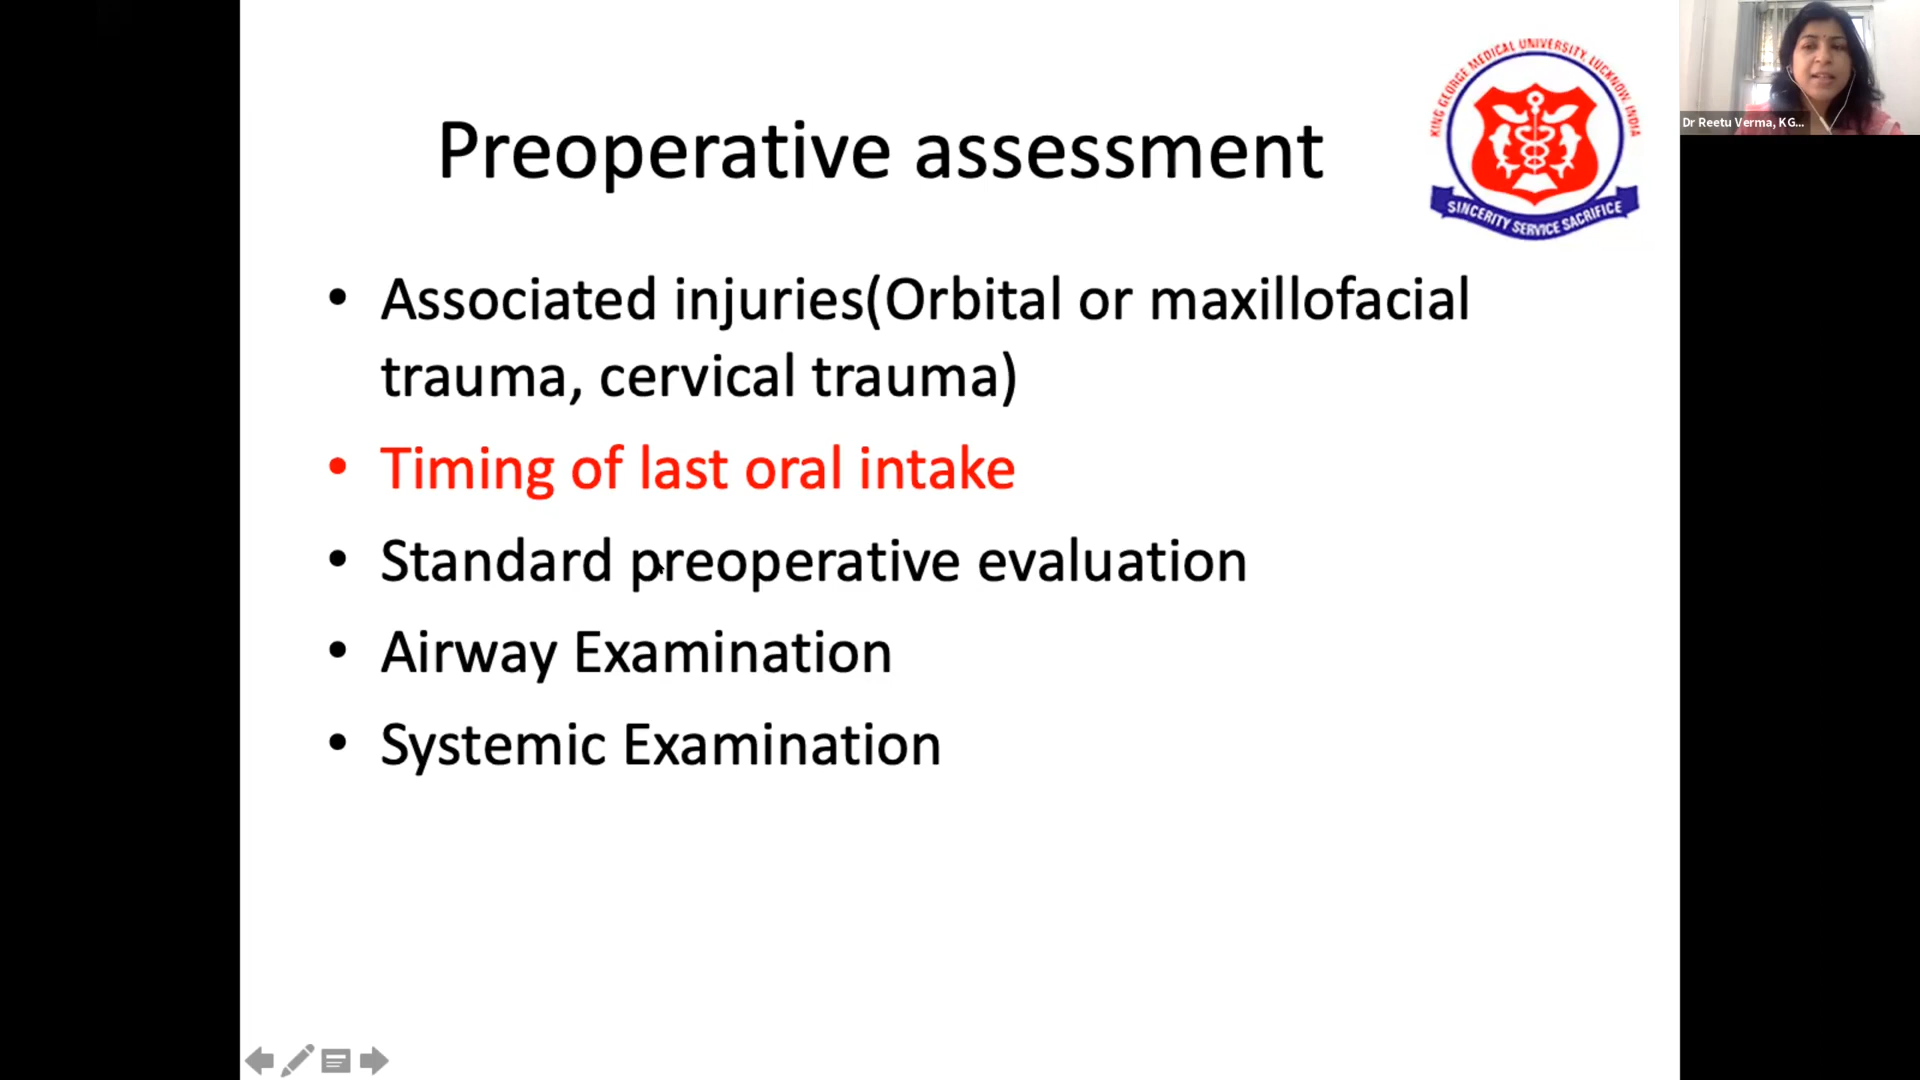 KING GEORGE MEDICAL UNIVERSITY, LUCKNOW, INDIA
SINCERITY SERVICE SACRIFICE
Dr Reetu Verma, KG...
Preoperative assessment
• Associated injuries(Orbital or maxillofacial
trauma, cervical trauma)
• Timing of last oral intake
• Standard preoperative evaluation
• Airway Examination
• Systemic Examination